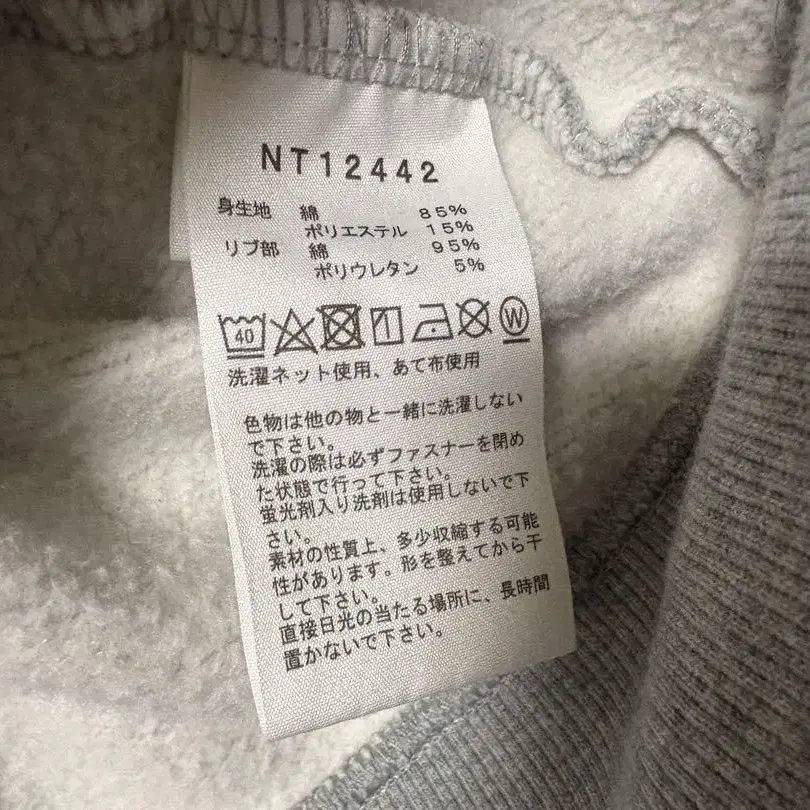 NT12442
身生地 綿 85%
ポリエステル 15%
リブ部 綿 95%
ポリウレタン 5%
40 W
洗濯ネット使用、あて布使用
色物は他の物と一緒に洗濯しない
で下さい。
洗濯の際は必ずファスナーを閉め
た状態で行って下さい。
蛍光剤入り洗剤は使用しないで下
さい。
素材の性質上、多少収縮する可能
性があります。形を整えてから干
して下さい。
直接日光の当たる場所に、長時間
置かないで下さい。